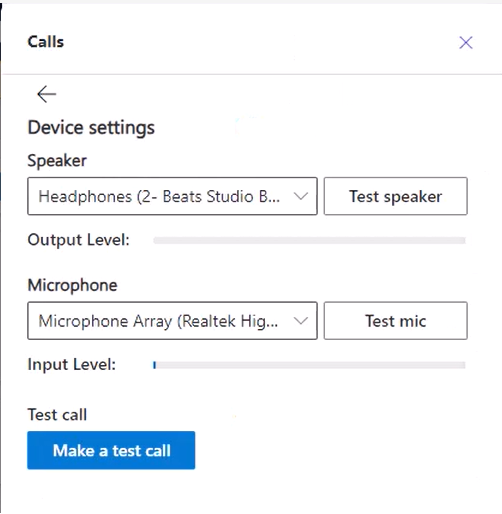 Calls
Device settings
Speaker
Headphones (2- Beats Studio B...
Test speaker
Output Level:
Microphone
Microphone Array (Realtek Hig...
Test mic
Input Level:
Test call
Make a test call